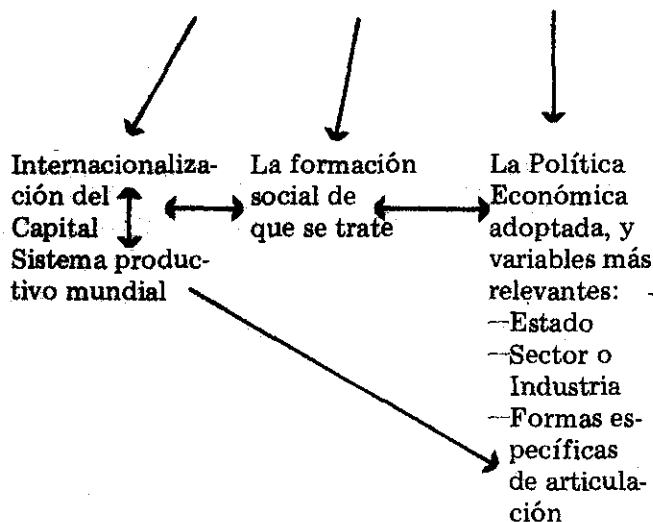 Internacionaliza-
ción del
Capital
Sistema produc-
tivo mundial
La formación
social de
que se trate
La Política
Económica
adoptada, y
variables más
relevantes:
—Estado
—Sector o
Industria
—Formas es-
pecíficas
de articula-
ción